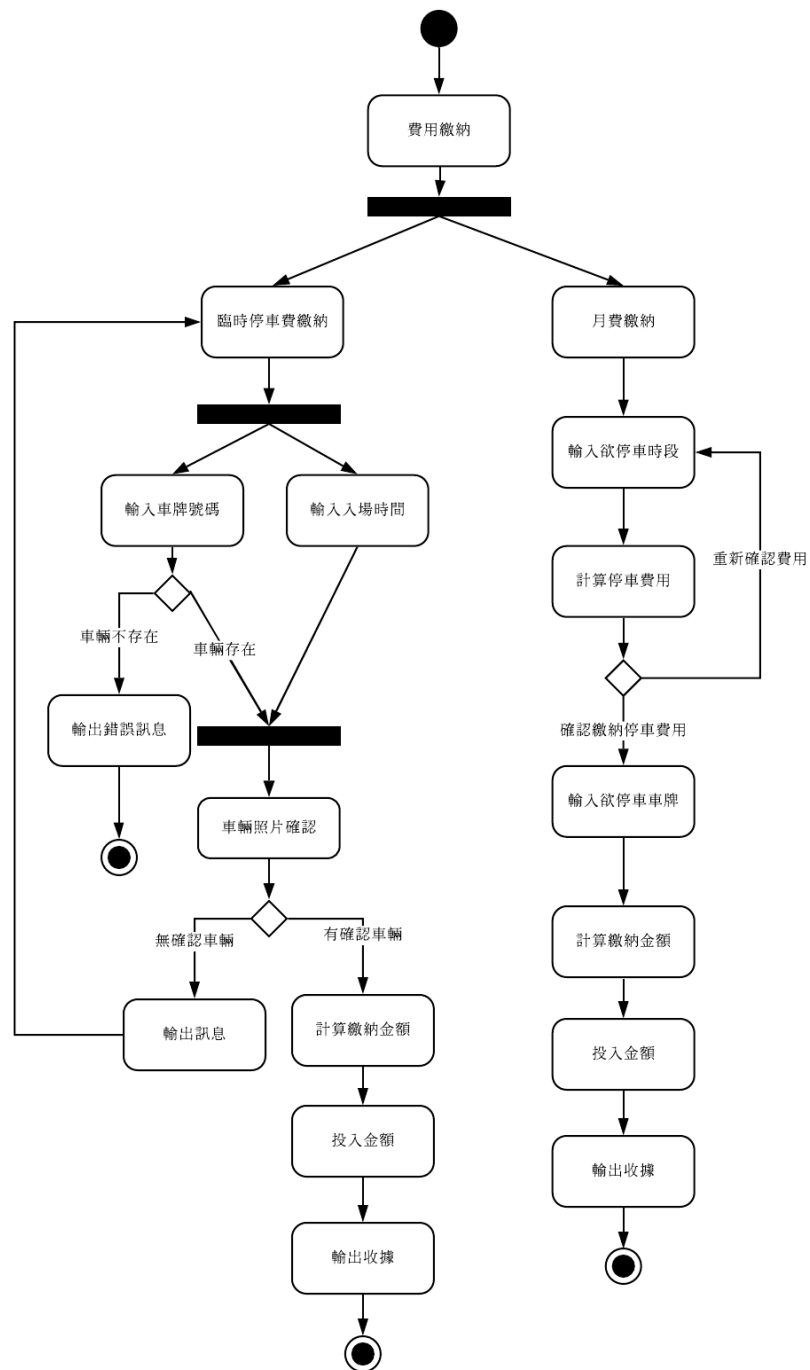 費用繳納
臨時停車費繳納
月費繳納
輸入車牌號碼
輸入入場時間
輸入欲停車時段
重新確認費用
計算停車費用
車輛不存在
車輛存在
輸出錯誤訊息
確認繳納停車費用
輸入欲停車車牌
車輛照片確認
無確認車輛
有確認車輛
計算繳納金額
輸出訊息
計算繳納金額
投入金額
投入金額
輸出收據
輸出收據